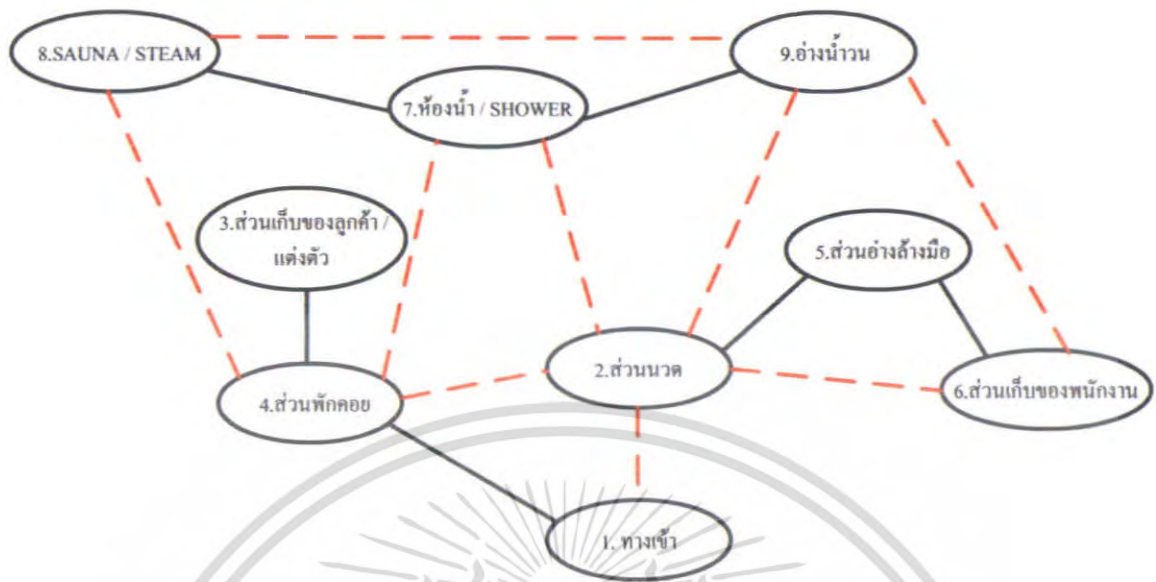 8.SAUNA / STEAM
9.อ่างน้ำวน
7.ห้องน้ำ / SHOWER
3.ส่วนเก็บของลูกค้า /
แต่งตัว
5.ส่วนอ่างล้างมือ
2.ส่วนนวด
6.ส่วนเก็บของพนักงาน
4.ส่วนพักคอย
1. ทางเข้า